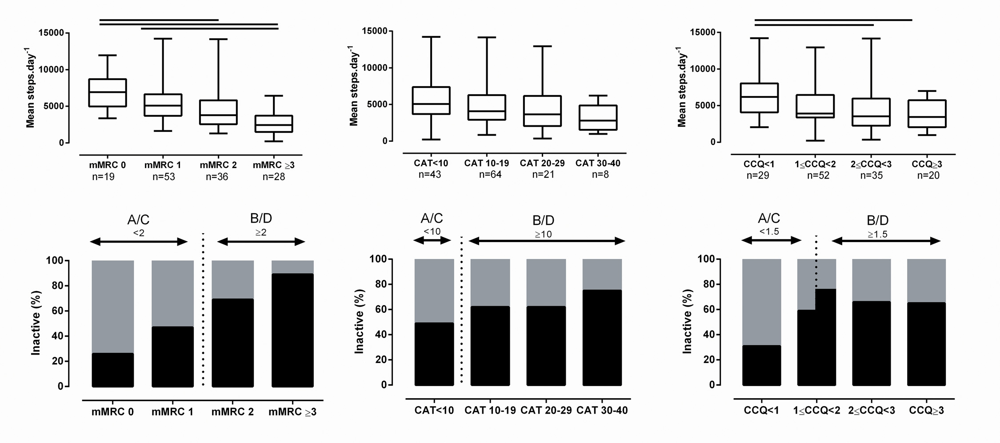 Mean steps.day-1
15000
10000
5000
0
mMRC 0
mMRC 1
mMRC 2
mMRC ≥3
n=19
n=53
n=36
n=28
Mean steps.day-1
15000
10000
5000
0
CAT<10
CAT 10-19
CAT 20-29
CAT 30-40
n=43
n=64
n=21
n=8
Mean steps.day-1
15000
10000
5000
0
CCQ<1
1≤CCQ<2
2≤CCQ<3
CCQ≥3
n=29
n=52
n=35
n=20
A/C
<2
B/D
≥2
Inactive (%)
100
80
60
40
20
0
mMRC 0
mMRC 1
mMRC 2
mMRC ≥3
A/C
<10
B/D
≥10
Inactive (%)
100
80
60
40
20
0
CAT<10
CAT 10-19
CAT 20-29
CAT 30-40
A/C
<1.5
B/D
≥1.5
Inactive (%)
100
80
60
40
20
0
CCQ<1
1≤CCQ<2
2≤CCQ<3
CCQ≥3